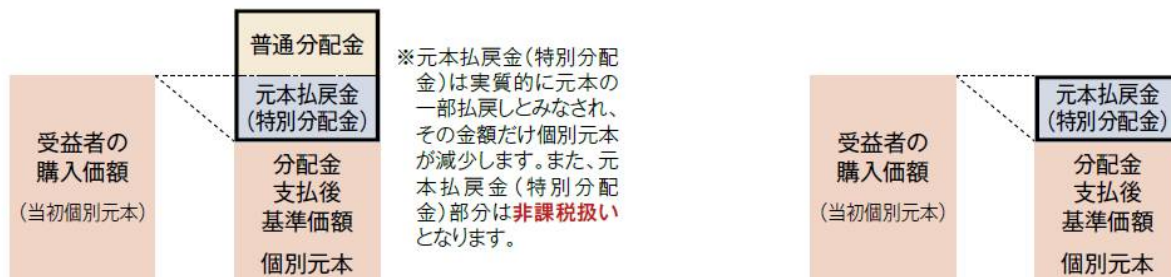 普通分配金
元本払戻金
(特別分配金)
受益者の
購入価額
(当初個別元本)
分配金
支払後
基準価額
個別元本
※元本払戻金(特別分配
金)は実質的に元本の
一部払戻しとみなされ、
その金額だけ個別元本
が減少します。また、元
本払戻金(特別分配
金)部分は非課税扱い
となります。
受益者の
購入価額
(当初個別元本)
元本払戻金
(特別分配金)
分配金
支払後
基準価額
個別元本